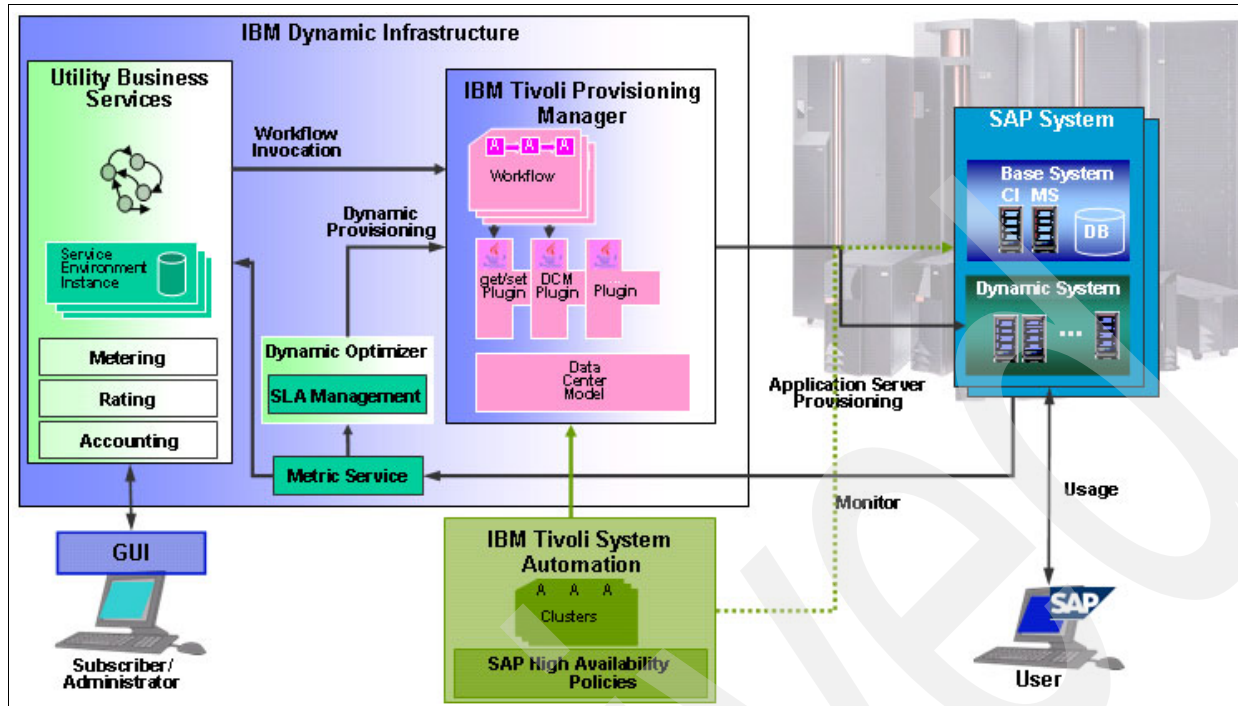 IBM Dynamic Infrastructure
Utility Business
Services
Service
Environment
Instance
Metering
Rating
Accounting
Workflow
Invocation
Dynamic
Provisioning
Dynamic Optimizer
SLA Management
Metric Service
IBM Tivoli Provisioning
Manager
A A A
Workflow
get/set
Plugin
DCM
Plugin
...
Plugin
Data
Center
Model
SAP System
Base System
CI MS
DB
Dynamic System
...
Application Server
Provisioning
Monitor
Usage
GUI
Subscriber/
Administrator
IBM Tivoli System
Automation
A A A
Clusters
SAP High Availability
Policies
SAP
User